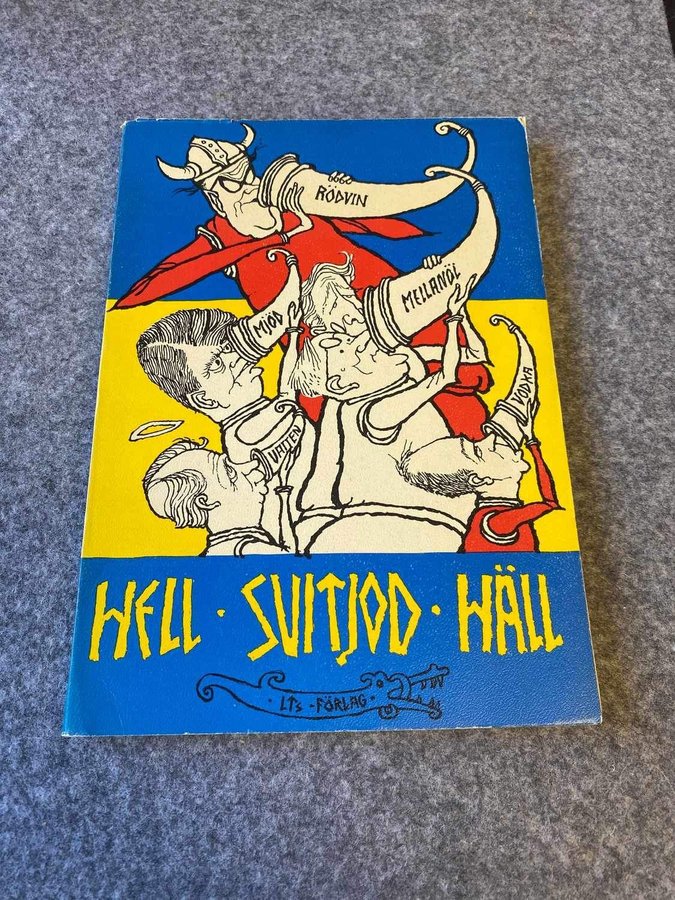 RÖDVIN
MELLANÖL
MJÖD
VODKA
VATTEN
HELL · SVITJOD · HÄLL
· LTs - FÖRLAG ·